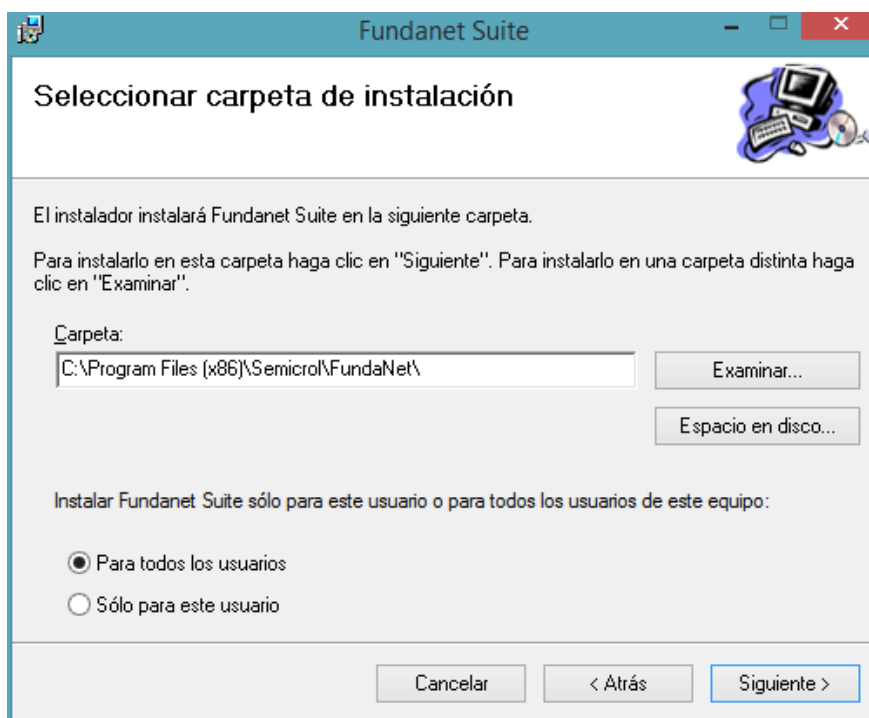 Fundanet Suite
Seleccionar carpeta de instalación
El instalador instalará Fundanet Suite en la siguiente carpeta.
Para instalarlo en esta carpeta haga clic en "Siguiente". Para instalarlo en una carpeta distinta haga
clic en "Examinar".
Carpeta:
C:\Program Files (x86)\Semicrol\FundaNet\
Examinar...
Espacio en disco...
Instalar Fundanet Suite sólo para este usuario o para todos los usuarios de este equipo:
Para todos los usuarios
Sólo para este usuario
Cancelar
< Atrás
Siguiente >